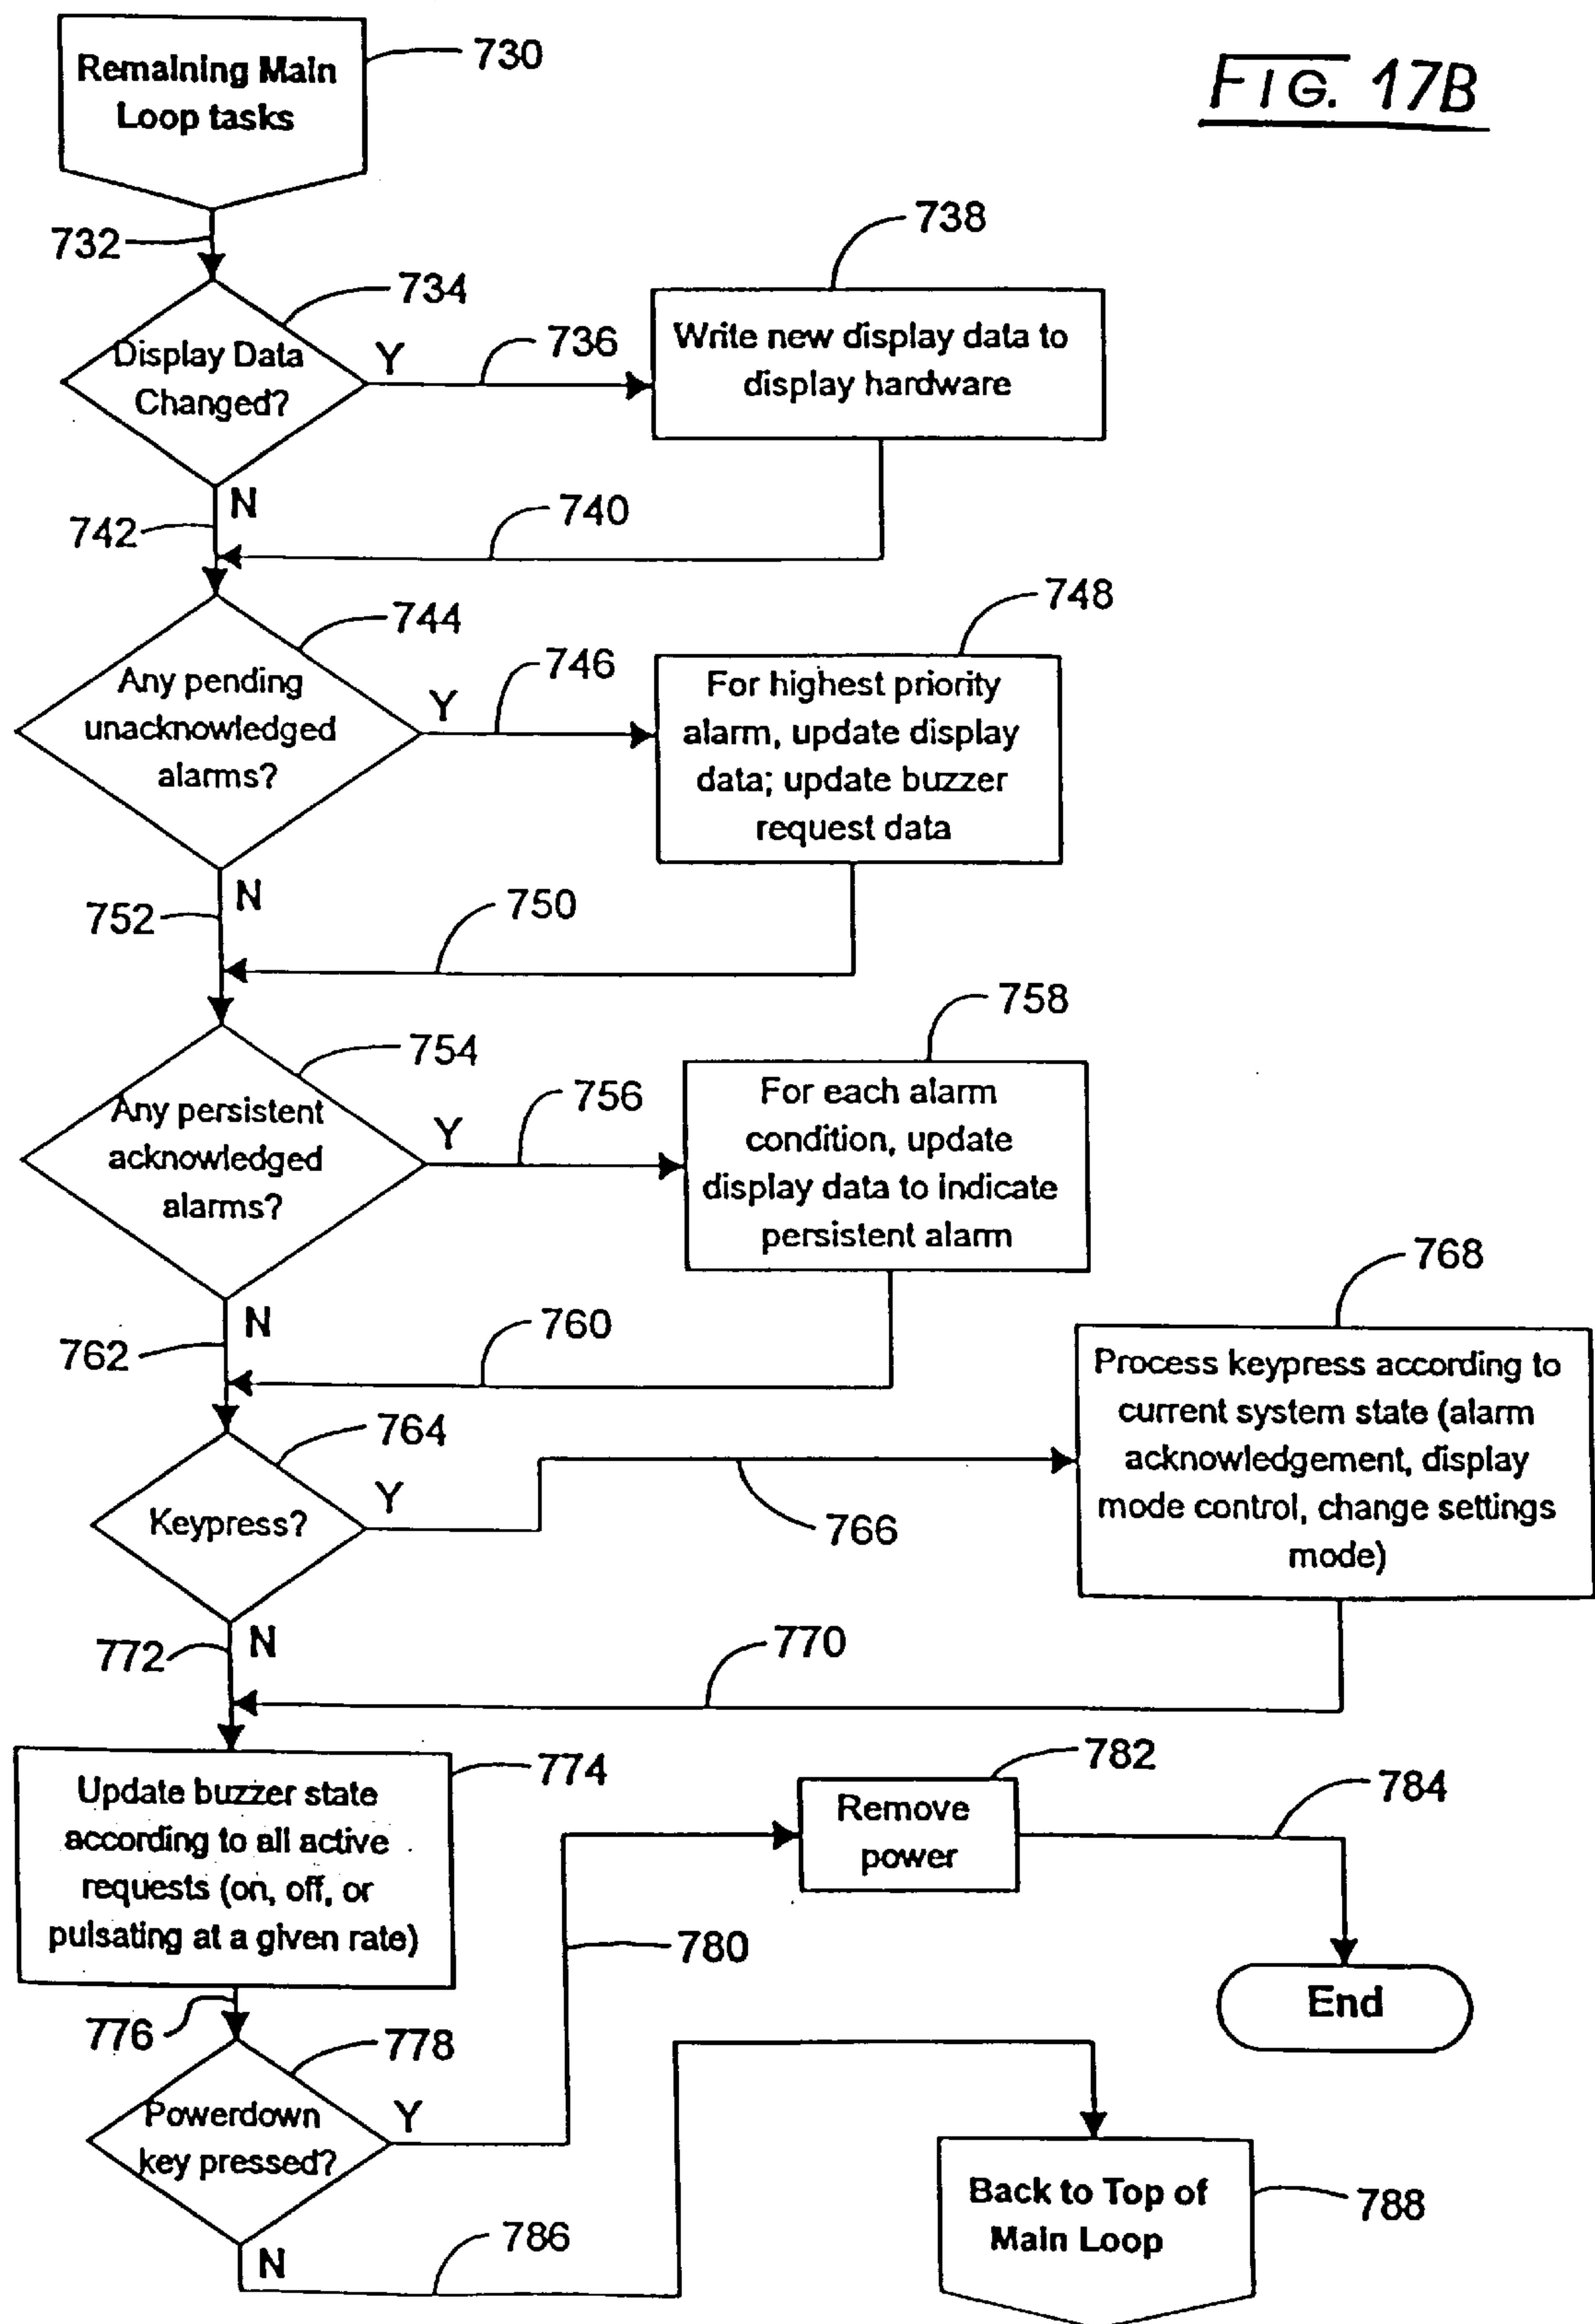 Remaining Main
Loop tasks
730
FIG. 17B
732
738
734
Display Data
Changed?
Y
736
Write new display data to
display hardware
N
742
740
748
744
Any pending
unacknowledged
alarms?
Y
746
For highest priority
alarm, update display
data; update buzzer
request data
N
752
750
758
754
Any persistent
acknowledged
alarms?
Y
756
For each alarm
condition, update
display data to indicate
persistent alarm
768
N
762
760
764
Keypress?
Y
766
Process keypress according to
current system state (alarm
acknowledgement, display
mode control, change settings
mode)
N
772
770
774
Update buzzer state
according to all active
requests (on, off, or
pulsating at a given rate)
782
Remove
power
784
780
End
776
778
Powerdown
key pressed?
Y
N
786
Back to Top of
Main Loop
788